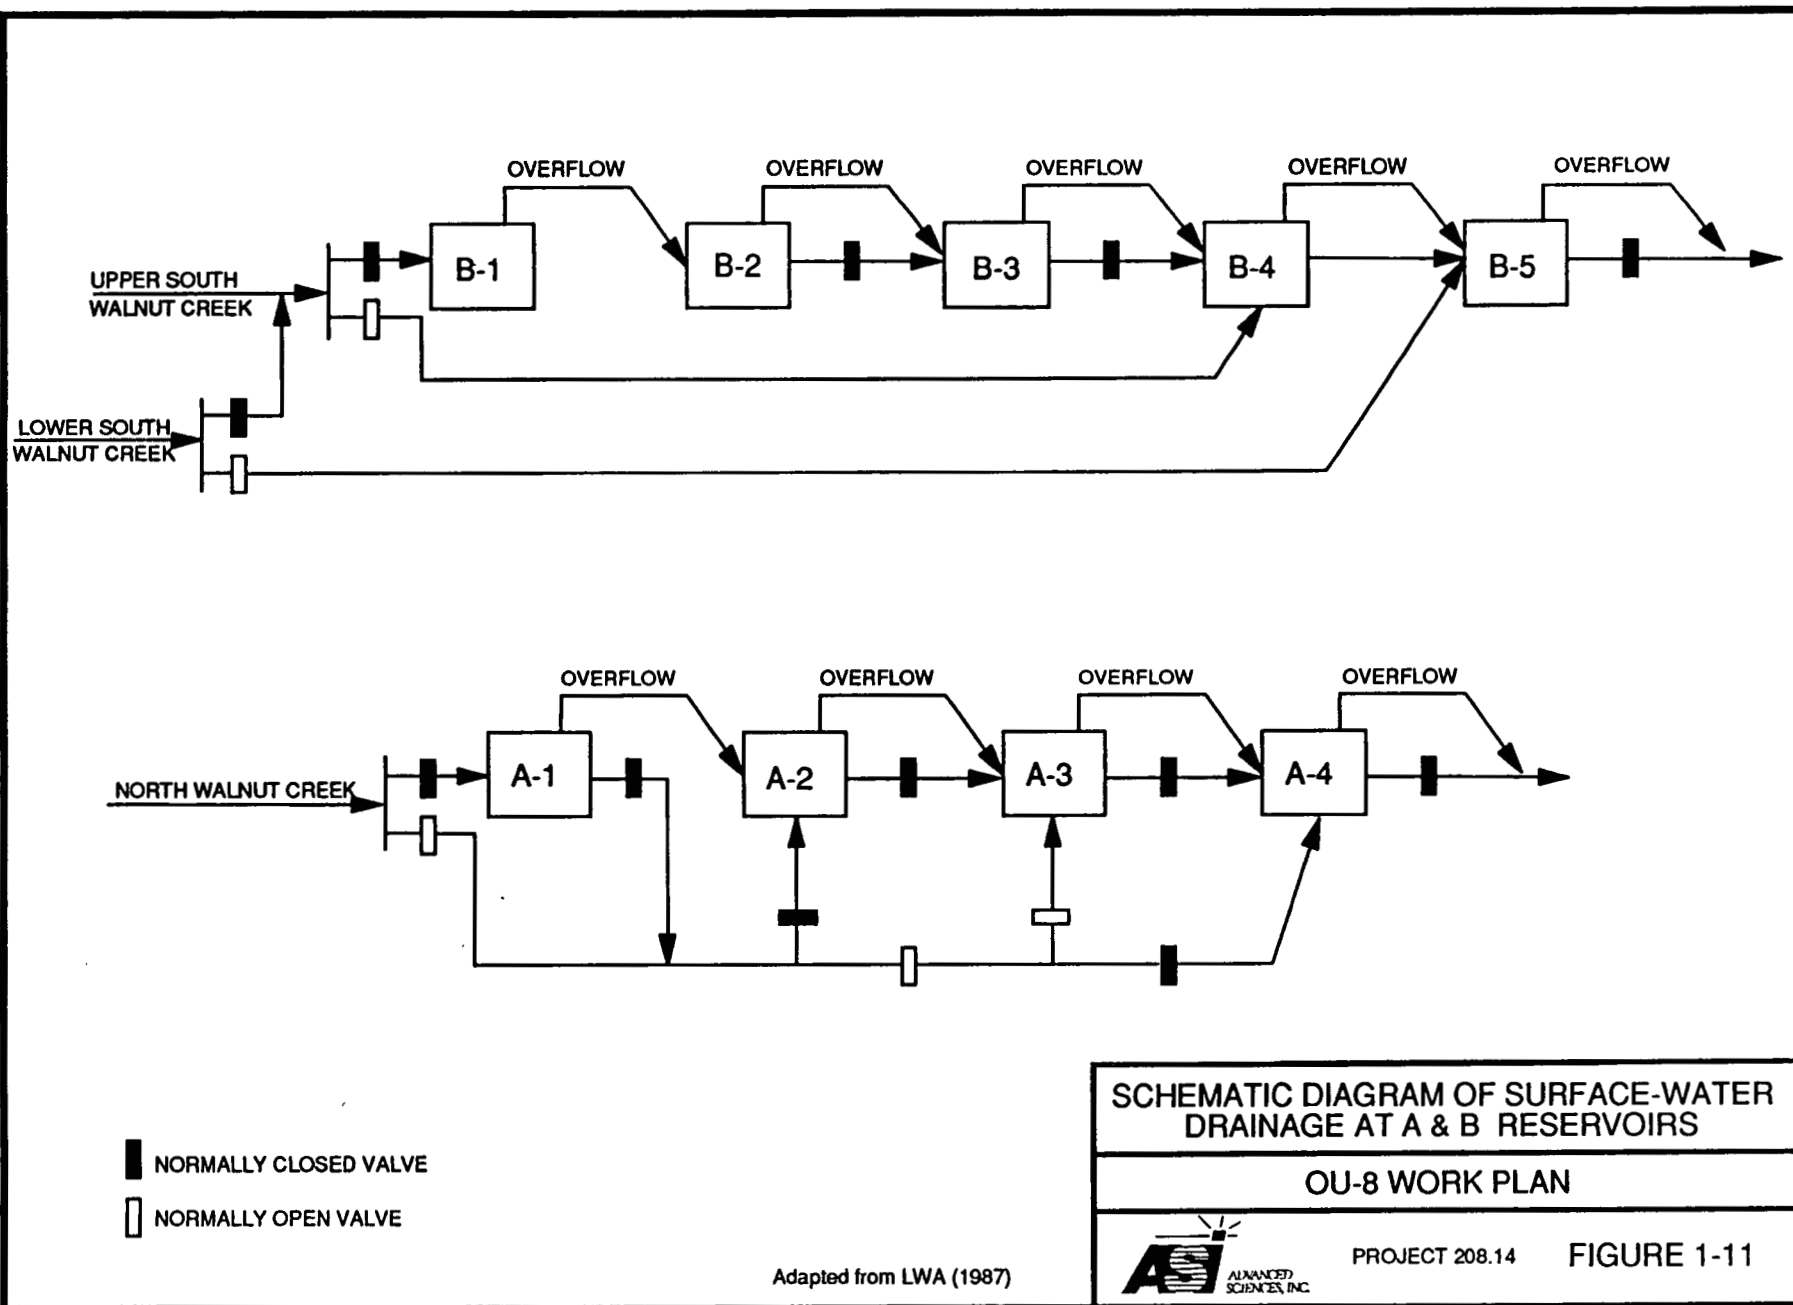 OVERFLOW OVERFLOW OVERFLOW OVERFLOW OVERFLOW
B-1 B-2 B-3 B-4 B-5
UPPER SOUTH
WALNUT CREEK
LOWER SOUTH
WALNUT CREEK
OVERFLOW OVERFLOW OVERFLOW OVERFLOW
A-1 A-2 A-3 A-4
NORTH WALNUT CREEK
NORMALLY CLOSED VALVE
NORMALLY OPEN VALVE
Adapted from LWA (1987)
SCHEMATIC DIAGRAM OF SURFACE-WATER
DRAINAGE AT A & B RESERVOIRS
OU-8 WORK PLAN
ASI
ADVANCED
SCIENCES, INC.
PROJECT 208.14 FIGURE 1-11